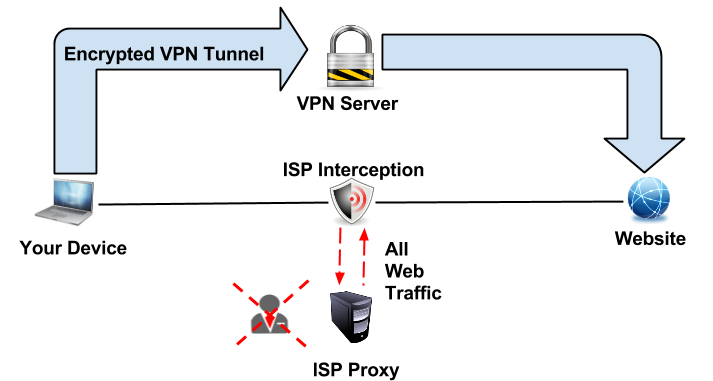 Encrypted VPN Tunnel
VPN Server
ISP Interception
Your Device
Website
All
Web
Traffic
ISP Proxy